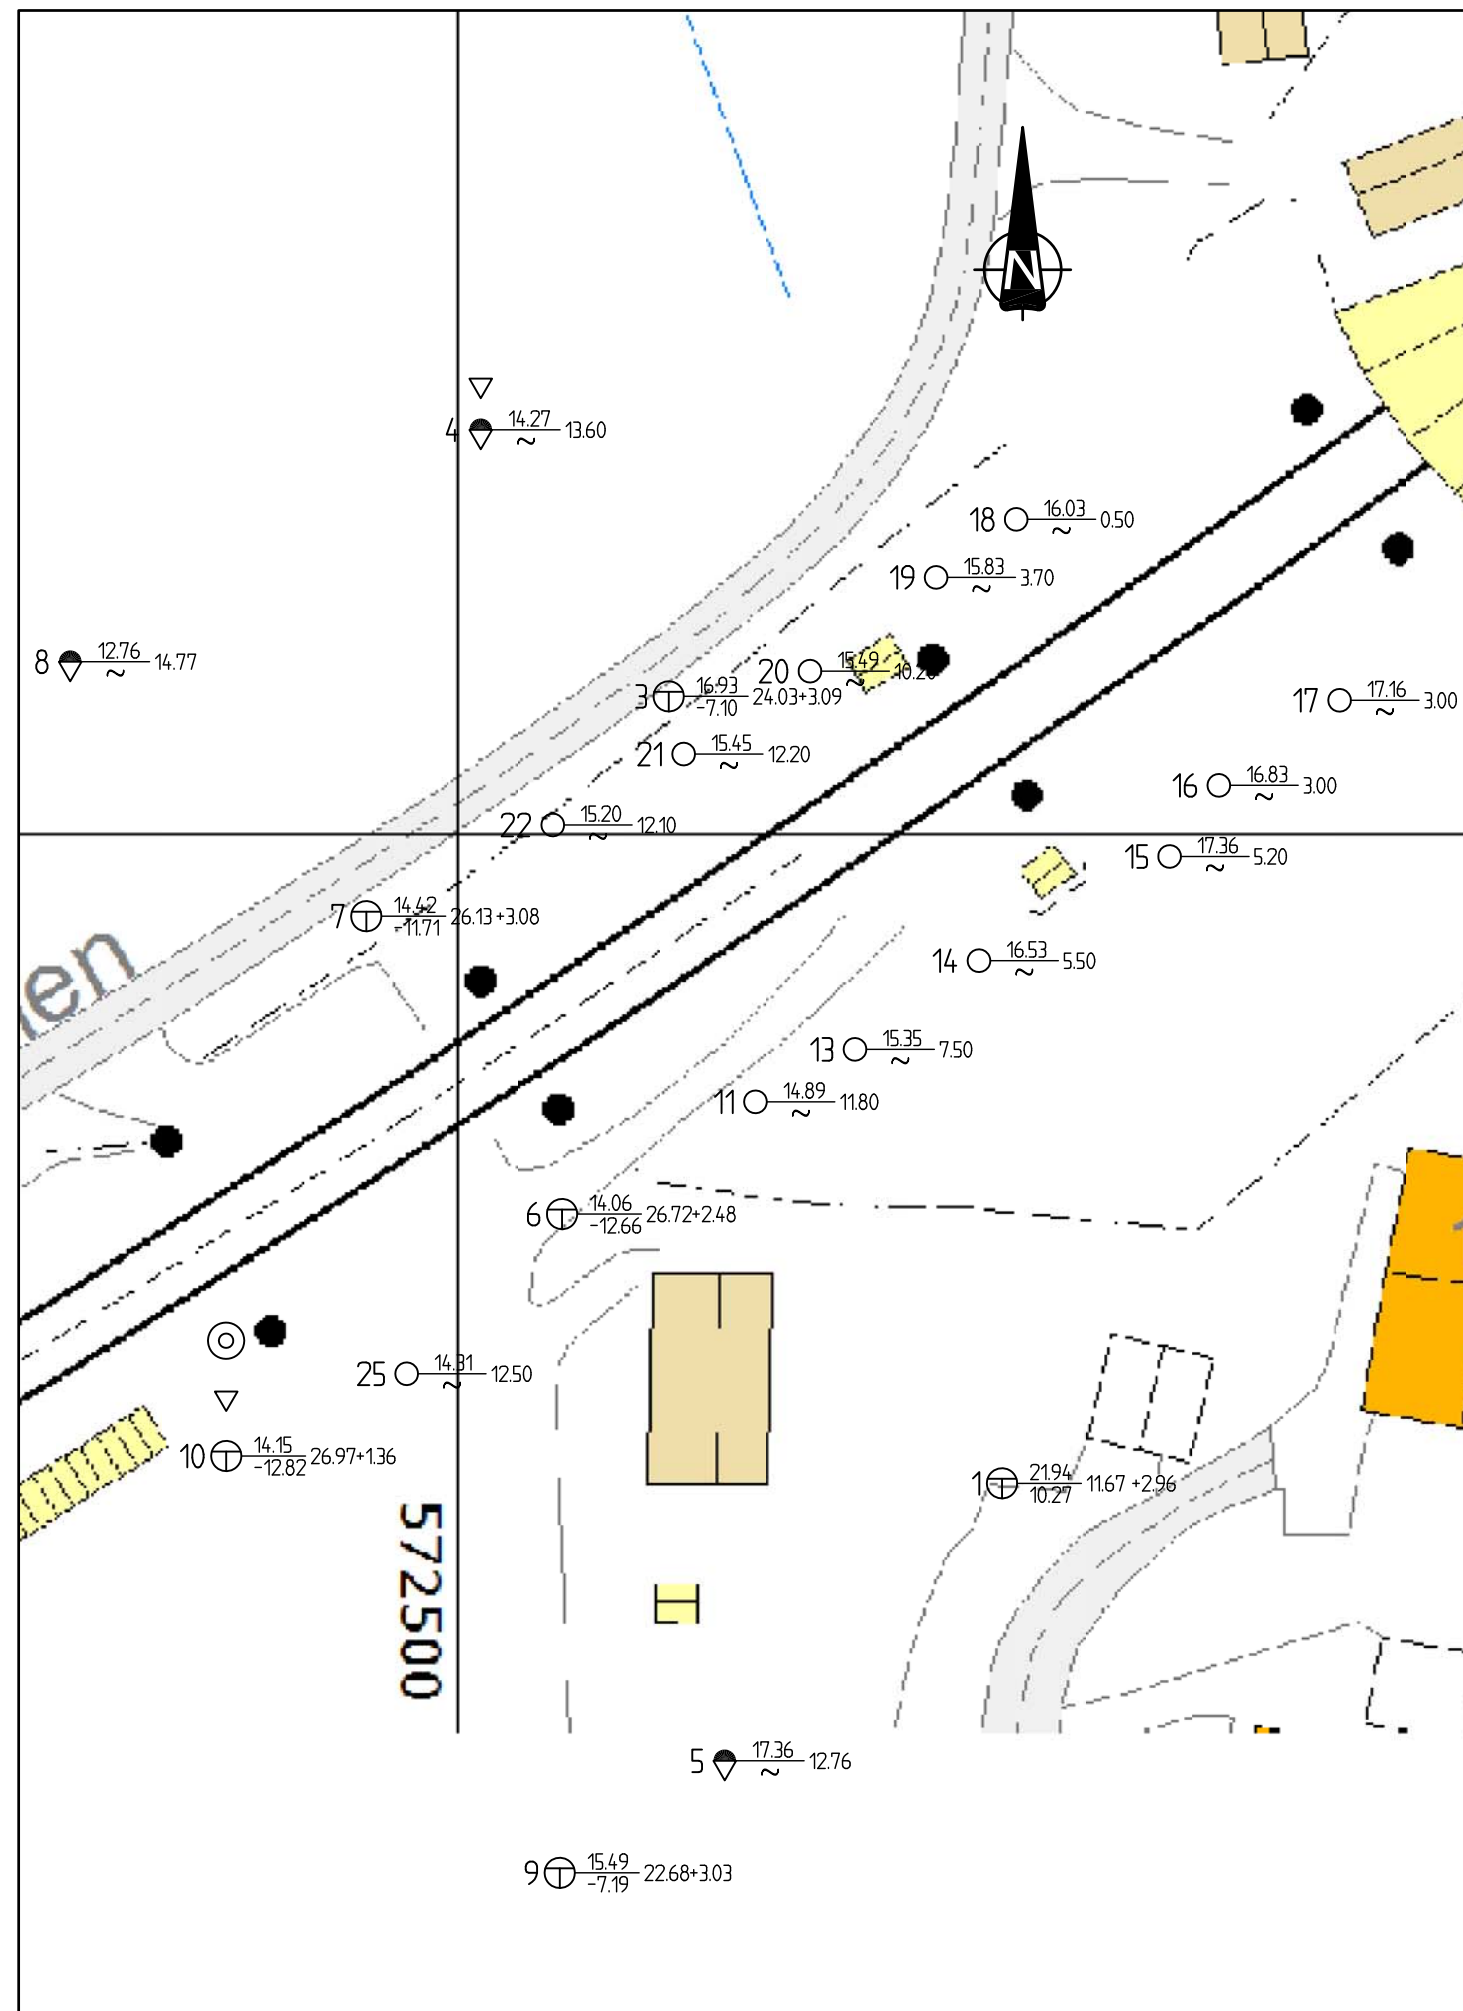 N
4 14.27 ~ 13.60
18 16.03 ~ 0.50
19 15.83 ~ 3.70
8 12.76 ~ 14.77
20 15.49 ~ 10.20
3 16.93 -7.10 24.03+3.09
17 17.16 ~ 3.00
21 15.45 ~ 12.20
16 16.83 ~ 3.00
22 15.20 ~ 12.10
15 17.36 ~ 5.20
7 14.42 -11.71 26.13+3.08
14 16.53 ~ 5.50
en
13 15.35 ~ 7.50
11 14.89 ~ 11.80
6 14.06 -12.66 26.72+2.48
25 14.31 ~ 12.50
10 14.15 -12.82 26.97+1.36
1 21.94 10.27 11.67 +2.96
572500
5 17.36 ~ 12.76
9 15.49 -7.19 22.68+3.03